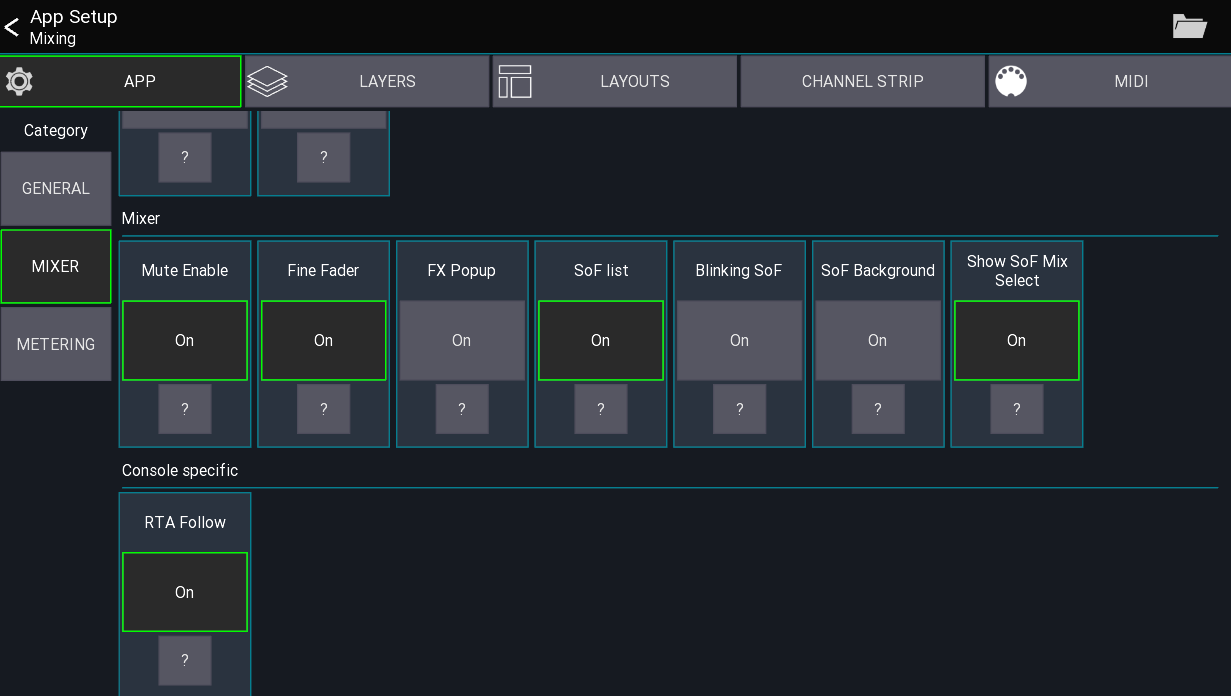 App Setup
Mixing
APP
LAYERS
LAYOUTS
CHANNEL STRIP
MIDI
Category
GENERAL
MIXER
METERING
?
?
Mixer
Mute Enable
Fine Fader
FX Popup
SoF list
Blinking SoF
SoF Background
Show SoF Mix
Select
On
On
On
On
On
On
On
?
?
?
?
?
?
?
Console specific
RTA Follow
On
?